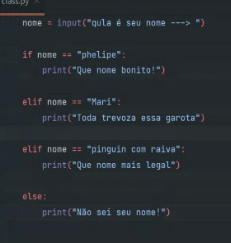 class.py ×
nome = input("qula é seu nome ---> ")
if nome == "phelipe":
print("Que nome bonito!")
elif nome == "Mari":
print("Toda trevoza essa garota")
elif nome == "pinguin com raiva":
print("Que nome mais legal")
else:
print("Não sei seu nome!")